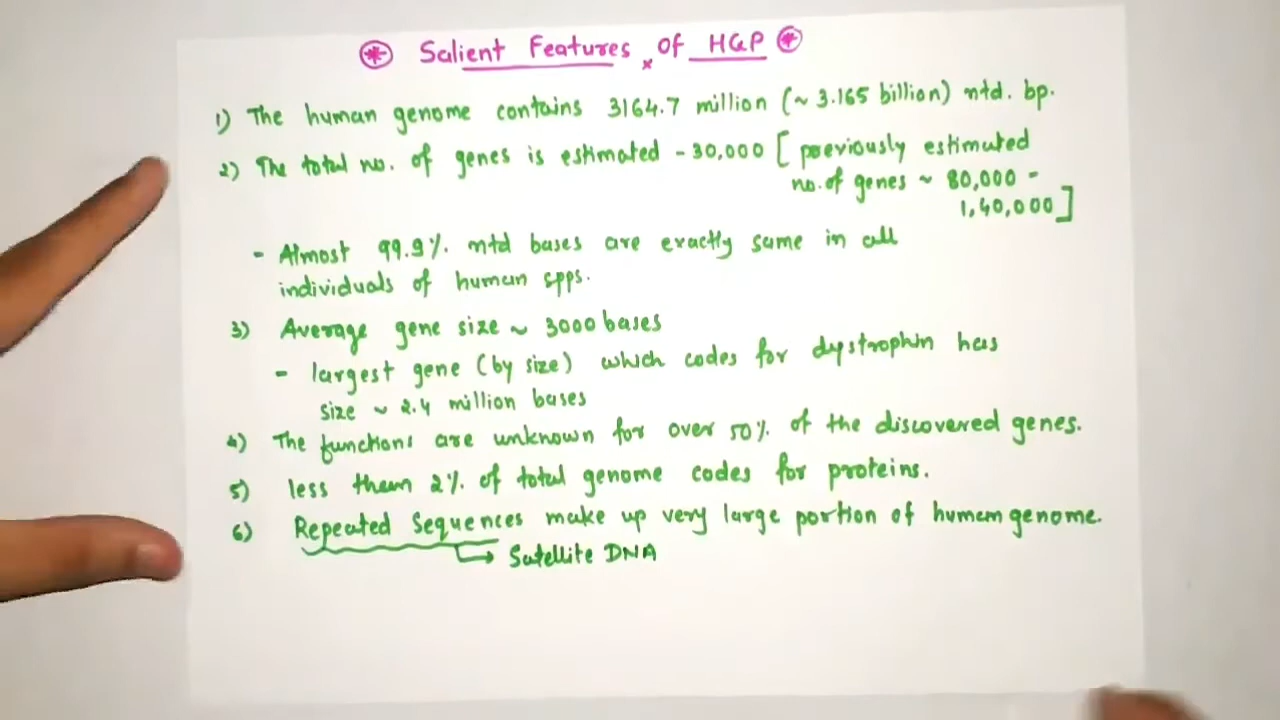 Salient Features of HGP
1) The human genome contains 3164.7 million (~ 3.165 billion) ntd. bp.
2) The total no. of genes is estimated - 30,000 [previously estimated
no. of genes ~ 80,000 -
1,40,000]
- Almost 99.9% ntd bases are exactly same in all
individuals of human spps.
3) Average gene size ~ 3000 bases
- largest gene (by size) which codes for dystrophin has
size ~ 2.4 million bases
4) The functions are unknown for over 50% of the discovered genes.
5) less than 2% of total genome codes for proteins.
6) Repeated Sequences make up very large portion of human genome.
→ Satellite DNA